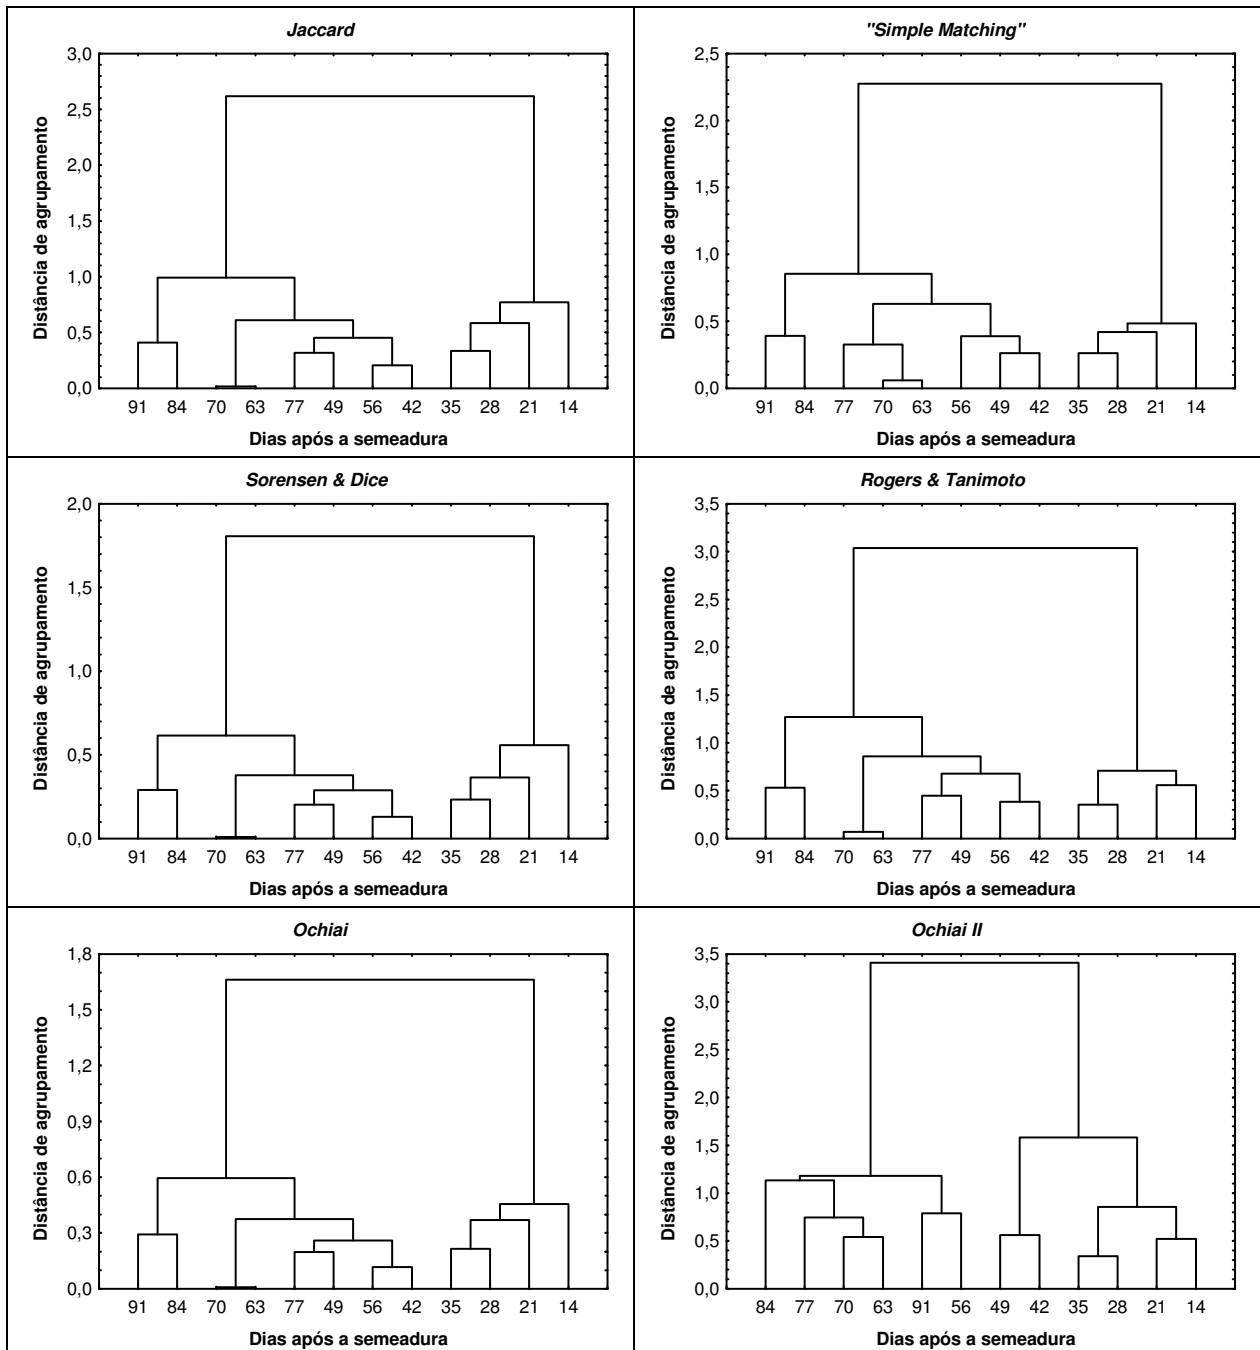 Jaccard
3,0
2,5
2,0
1,5
1,0
0,5
0,0
Distância de agrupamento
91 84 70 63 77 49 56 42 35 28 21 14
Dias após a semeadura
"Simple Matching"
2,5
2,0
1,5
1,0
0,5
0,0
Distância de agrupamento
91 84 77 70 63 56 49 42 35 28 21 14
Dias após a semeadura
Sorensen & Dice
2,0
1,5
1,0
0,5
0,0
Distância de agrupamento
91 84 70 63 77 49 56 42 35 28 21 14
Dias após a semeadura
Rogers & Tanimoto
3,5
3,0
2,5
2,0
1,5
1,0
0,5
0,0
Distância de agrupamento
91 84 70 63 77 49 56 42 35 28 21 14
Dias após a semeadura
Ochiai
1,8
1,5
1,2
0,9
0,6
0,3
0,0
Distância de agrupamento
91 84 70 63 77 49 56 42 35 28 21 14
Dias após a semeadura
Ochiai II
3,5
3,0
2,5
2,0
1,5
1,0
0,5
0,0
Distância de agrupamento
84 77 70 63 91 56 49 42 35 28 21 14
Dias após a semeadura